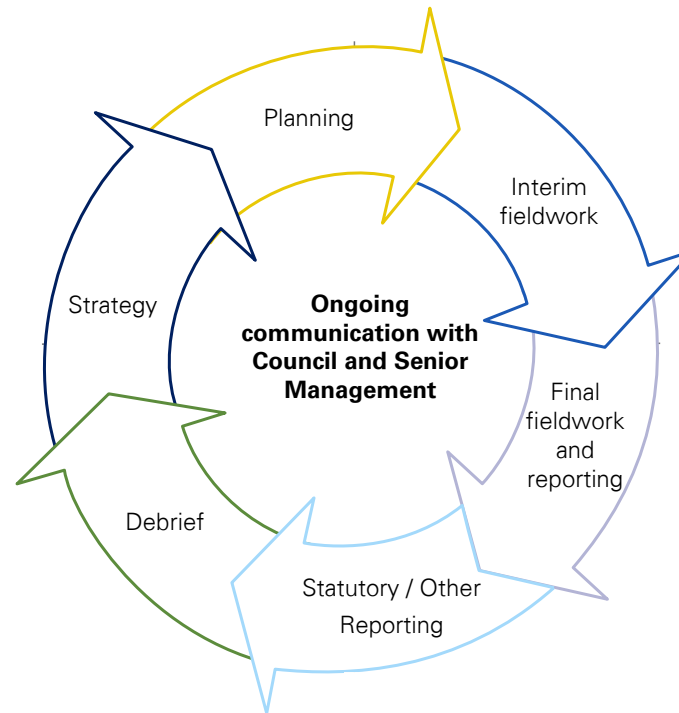 Planning
Interim
fieldwork
Strategy
Ongoing
communication with
Council and Senior
Management
Final
fieldwork
and
reporting
Debrief
Statutory / Other
Reporting